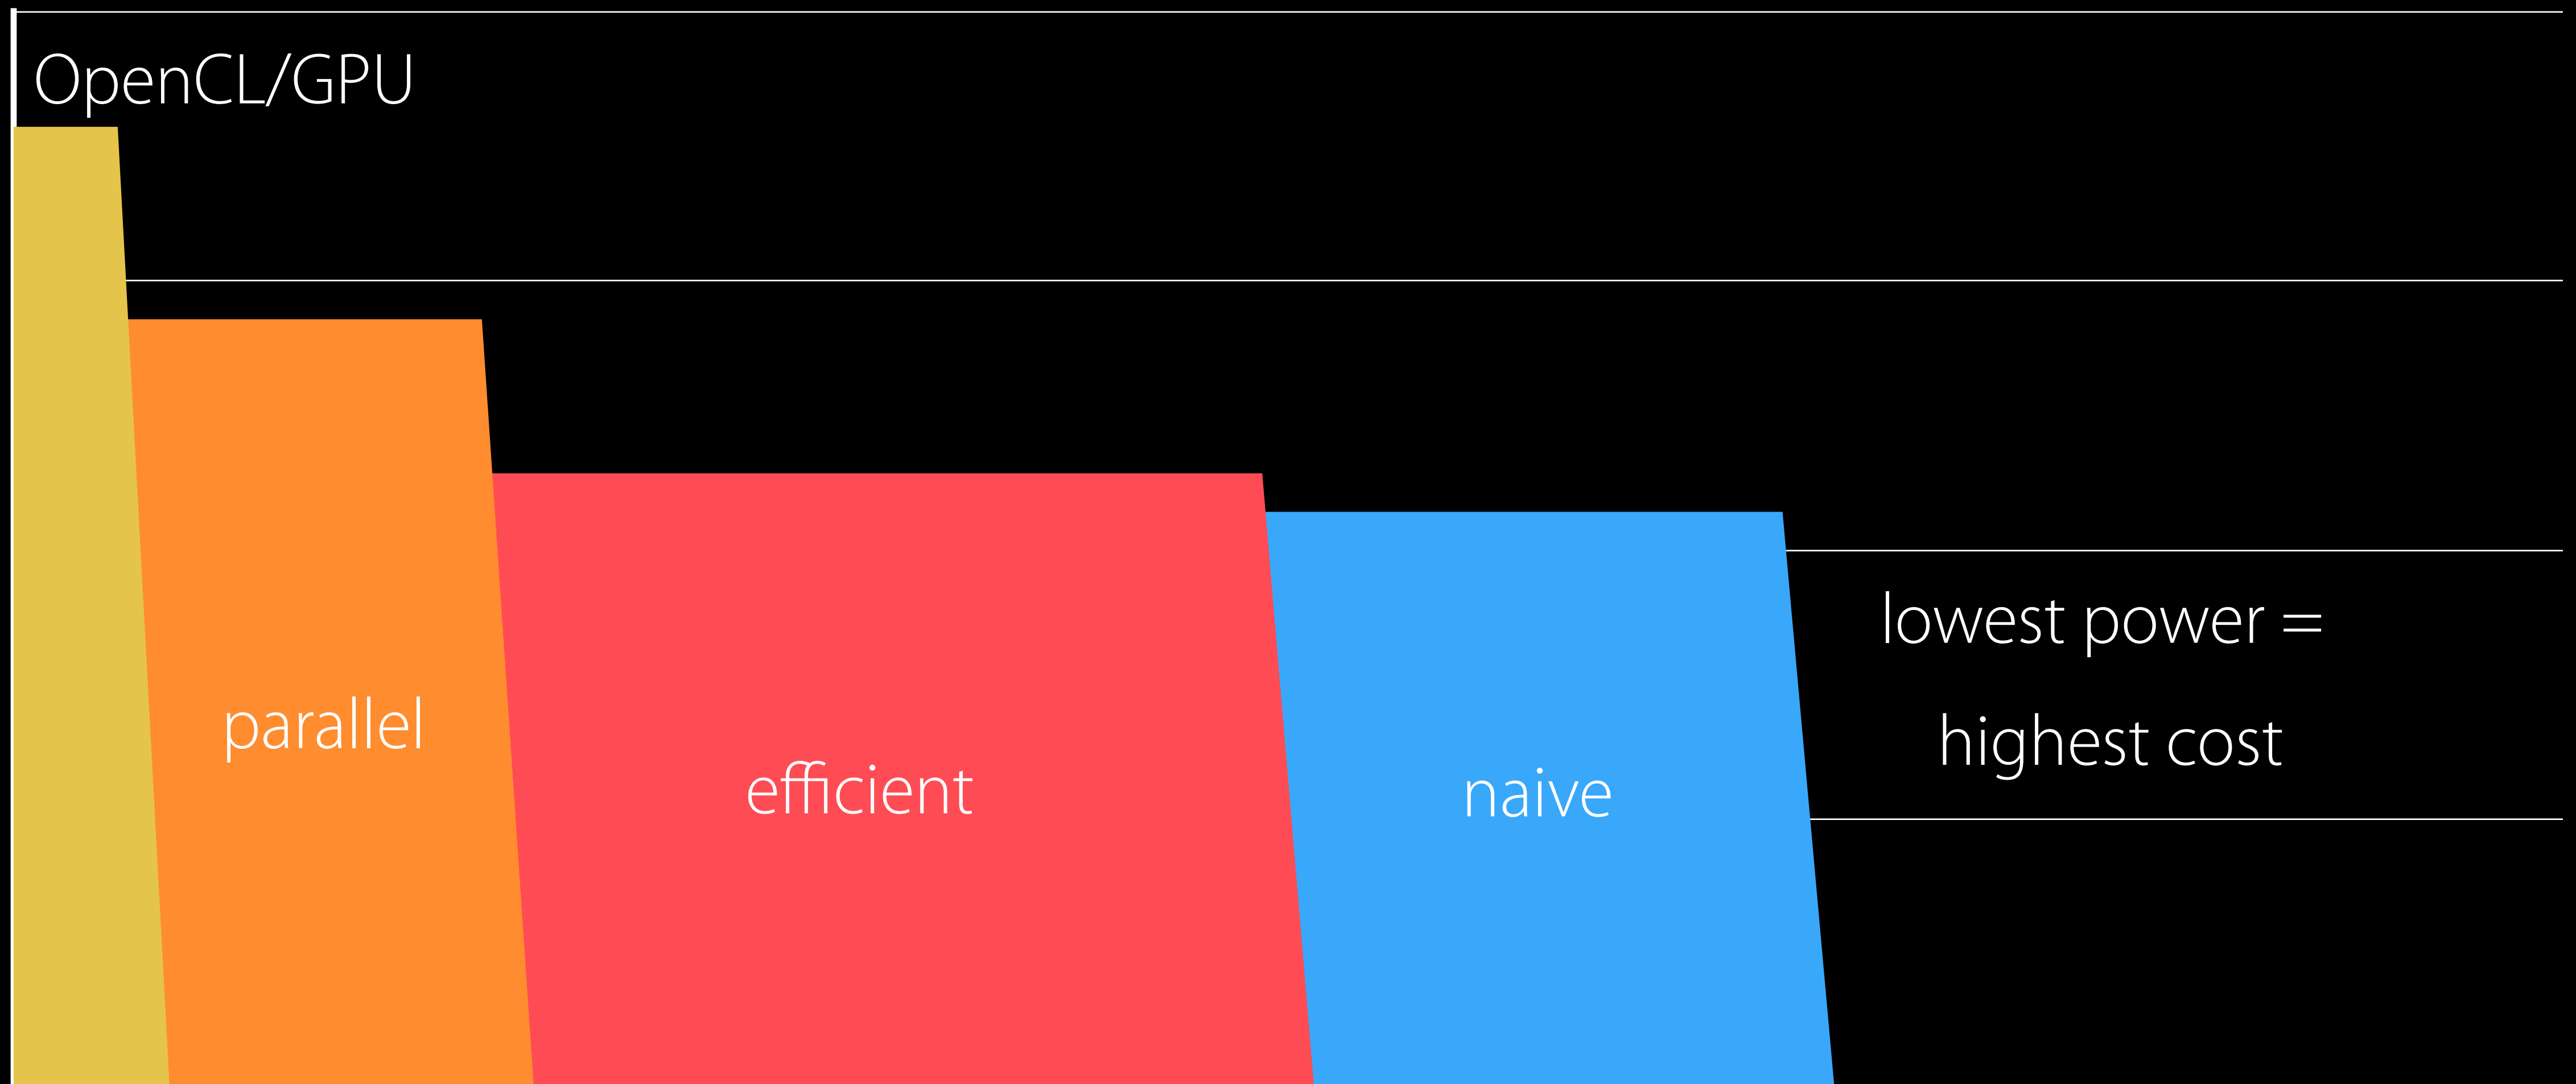 OpenCL/GPU
parallel
efficient
naive
lowest power =
highest cost